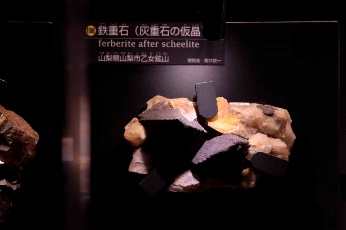 鉄重石（灰重石の仮晶
ferberite after scheelite
山梨県山梨市乙女鉱山